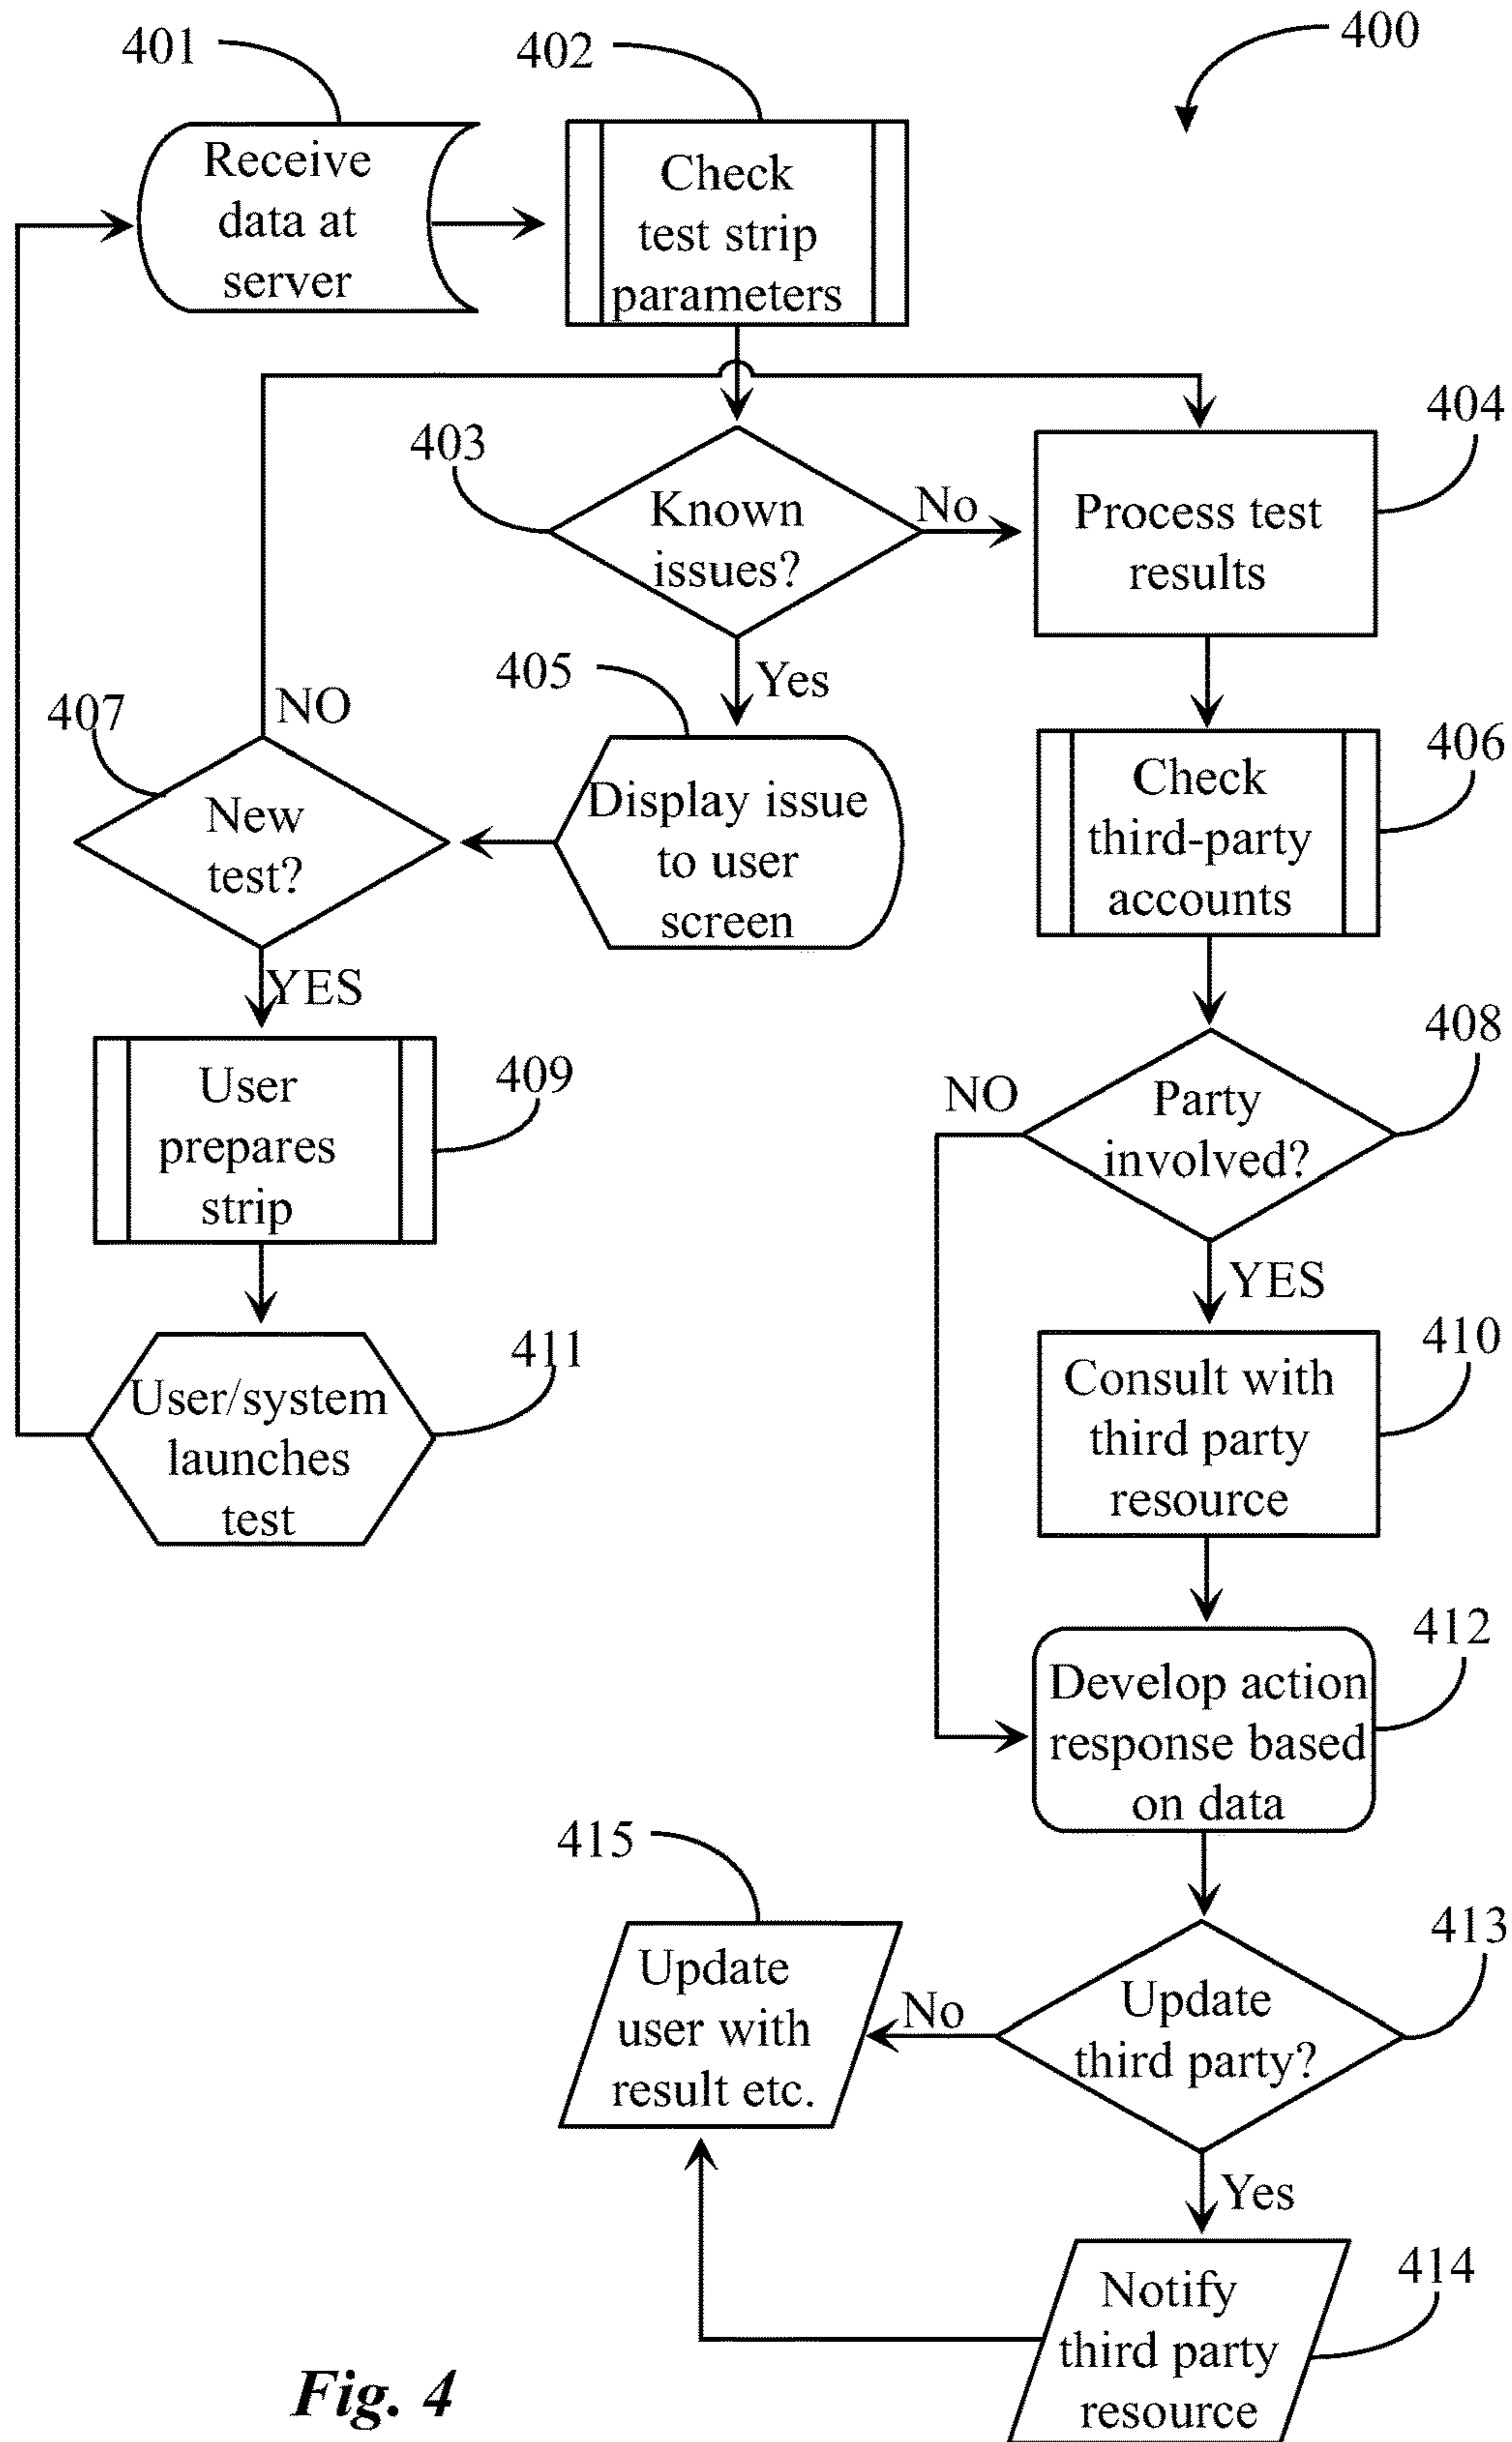 401
402
400
Receive
data at
server
Check
test strip
parameters
403
404
Known
issues?
No
Process test
results
Yes
405
407
NO
406
New
test?
Display issue
to user
screen
Check
third-party
accounts
YES
408
User
prepares
strip
409
NO
Party
involved?
YES
410
411
User/system
launches
test
Consult with
third party
resource
412
Develop action
response based
on data
415
413
Update
user with
result etc.
No
Update
third party?
Yes
414
Notify
third party
resource
Fig. 4